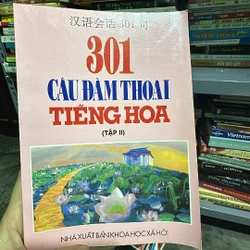 汉语会话 301 句
301
CÂU ĐÀM THOẠI
TIẾNG HOA
(TẬP II)
NHÀ XUẤT BẢN KHOA HỌC XÃ HỘI